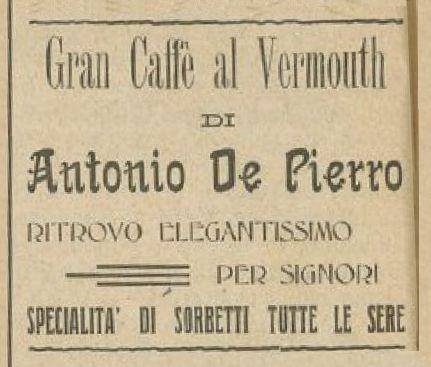 Gran Caffè al Vermouth
DI
Antonio De Pierro
RITROVO ELEGANTISSIMO
PER SIGNORI
SPECIALITA' DI SORBETTI TUTTE LE SERE